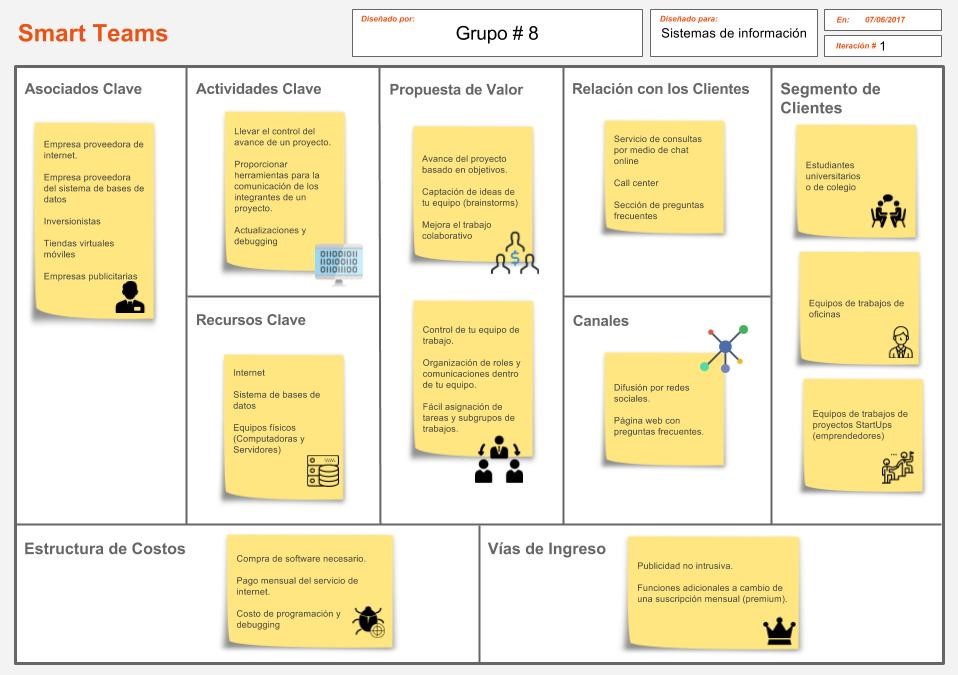 Smart Teams
Diseñado por:
Grupo # 8
Diseñado para:
Sistemas de información
En: 07/06/2017
Iteración # 1
Asociados Clave
Empresa proveedora de
internet.
Empresa proveedora
del sistema de bases de
datos
Inversionistas
Tiendas virtuales
móviles
Empresas publicitarias
Actividades Clave
Llevar el control del
avance de un proyecto.
Proporcionar
herramientas para la
comunicación de los
integrantes de un
proyecto.
Actualizaciones y
debugging
01100101
11010110
01101100
Recursos Clave
Internet
Sistema de bases de
datos
Equipos físicos
(Computadoras y
Servidores)
Propuesta de Valor
Avance del proyecto
basado en objetivos.
Captación de ideas de
tu equipo (brainstorms)
Mejora el trabajo
colaborativo
$
Control de tu equipo de
trabajo.
Organización de roles y
comunicaciones dentro
de tu equipo.
Fácil asignación de
tareas y subgrupos de
trabajos.
Relación con los Clientes
Servicio de consultas
por medio de chat
online
Call center
Sección de preguntas
frecuentes
Canales
Difusión por redes
sociales.
Página web con
preguntas frecuentes.
Segmento de
Clientes
Estudiantes
universitarios
o de colegio
Equipos de trabajos de
oficinas
Equipos de trabajos de
proyectos StartUps
(emprendedores)
Estructura de Costos
Compra de software necesario.
Pago mensual del servicio de
internet.
Costo de programación y
debugging
Vías de Ingreso
Publicidad no intrusiva.
Funciones adicionales a cambio de
una suscripción mensual (premium).